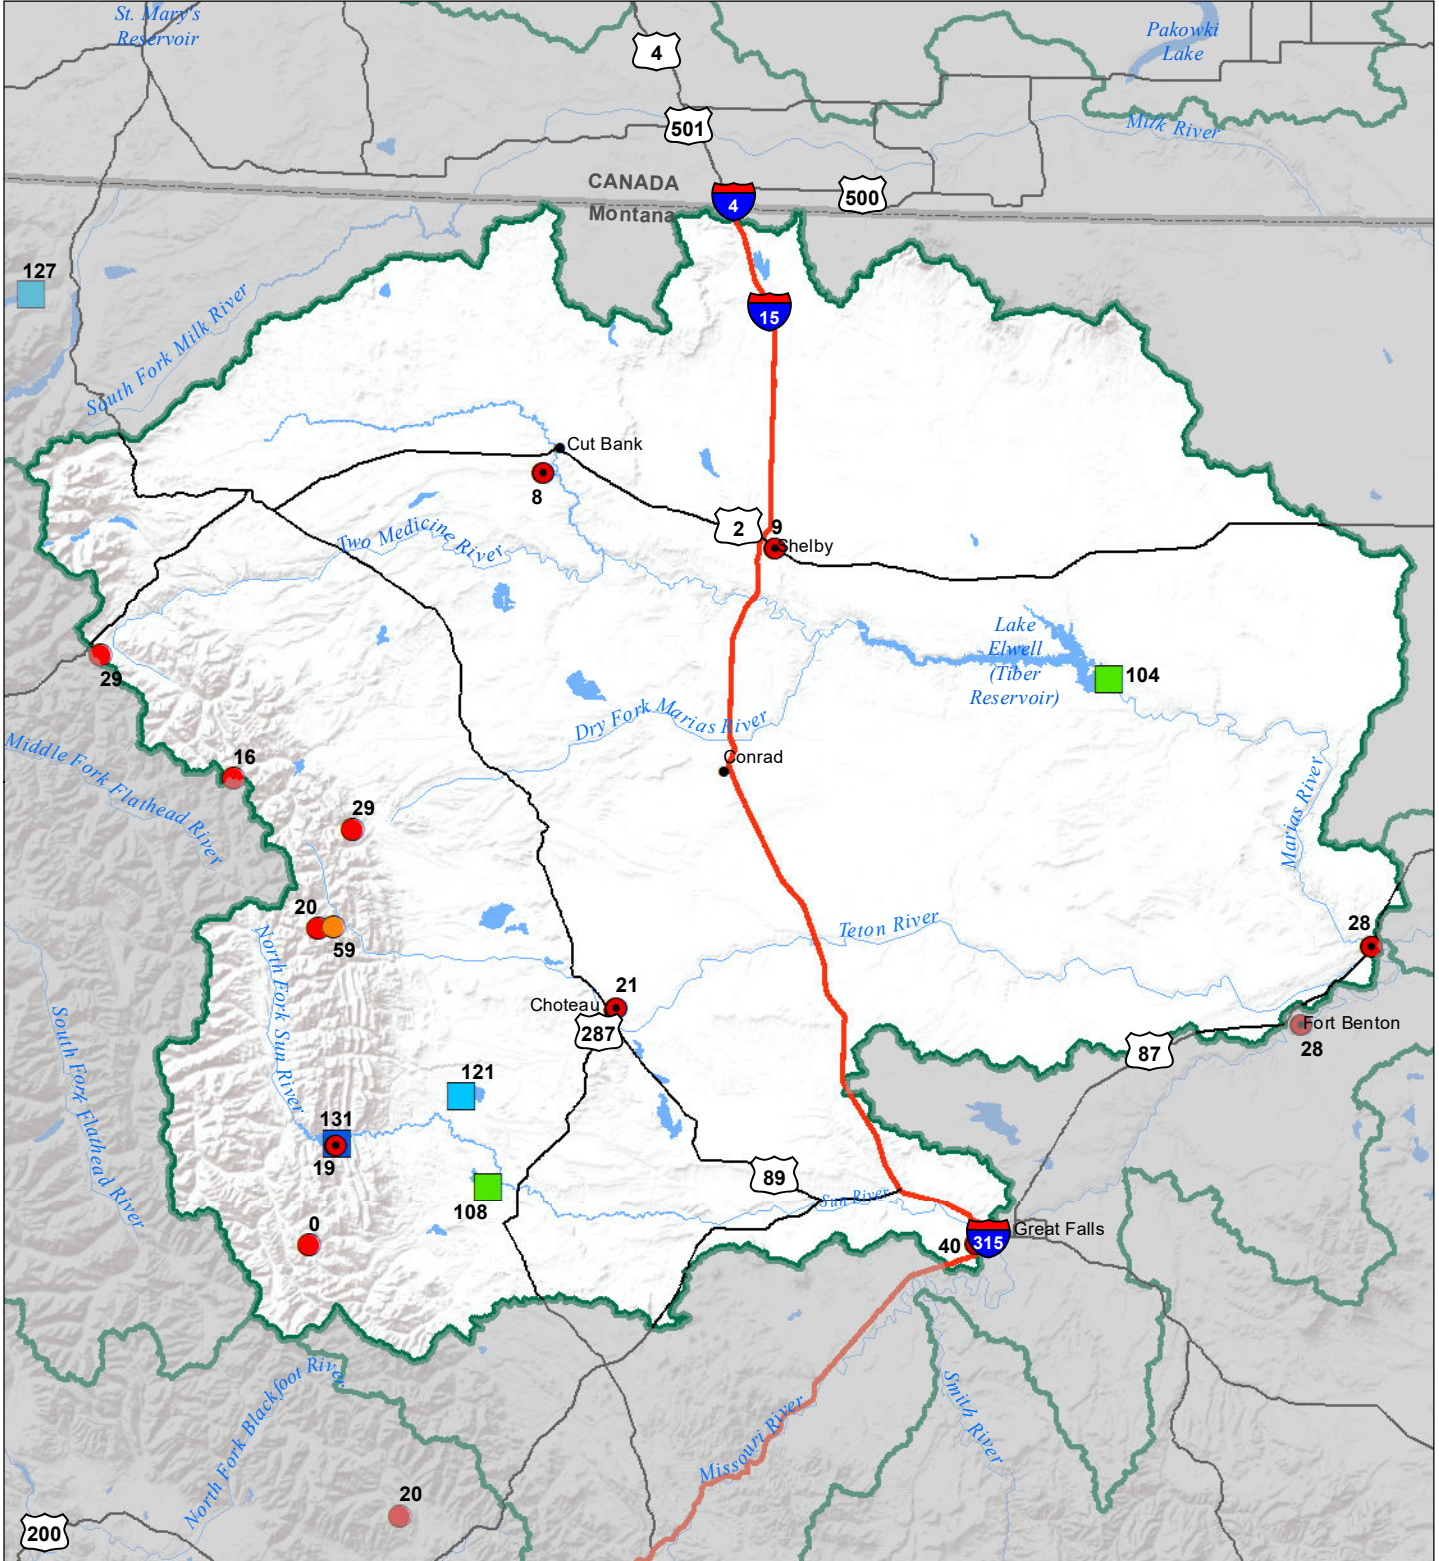 St. Mary's
Reservoir
4
Pakowki
Lake
501
Milk River
CANADA
Montana
4
500
127
15
South Fork Milk River
Cut Bank
8
2
9
Shelby
Two Medicine River
Lake
Elwell
(Tiber
Reservoir)
104
29
Dry Fork Marias River
Middle Fork Flathead River
16
Conrad
29
Marias River
20
59
Teton River
28
North Fork Sun River
21
Choteau
287
Fort Benton
28
87
South Fork Flathead River
121
131
19
89
Sun River
108
0
Great Falls
40
315
North Fork Blackfoot River
Smith River
Missouri River
20
200